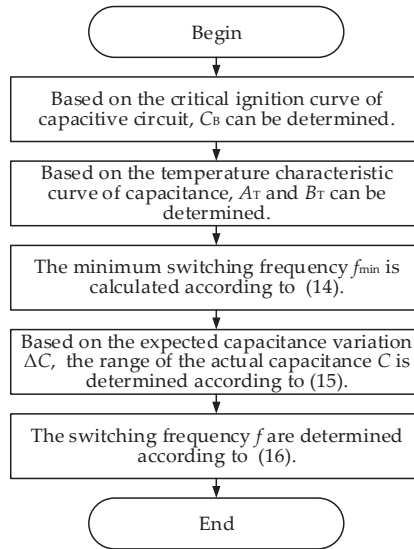 Begin
Based on the critical ignition curve of
capacitive circuit, CB can be determined.
Based on the temperature characteristic
curve of capacitance, AT and BT can be
determined.
The minimum switching frequency fmin
is calculated according to (14).
Based on the expected capacitance variation
ΔC, the range of the actual capacitance C is
determined according to (15).
The switching frequency f are determined
according to (16).
End